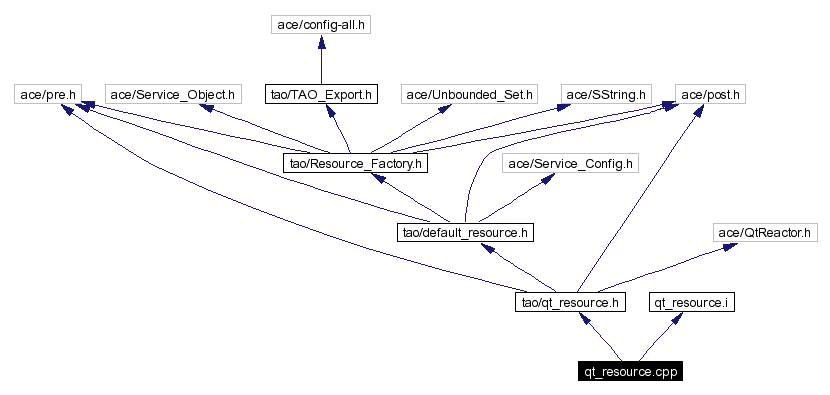 ace/config-all.h
ace/pre.h
ace/Service_Object.h
tao/TAO_Export.h
ace/Unbounded_Set.h
ace/SString.h
ace/post.h
tao/Resource_Factory.h
ace/Service_Config.h
tao/default_resource.h
ace/QtReactor.h
tao/qt_resource.h
qt_resource.i
qt_resource.cpp